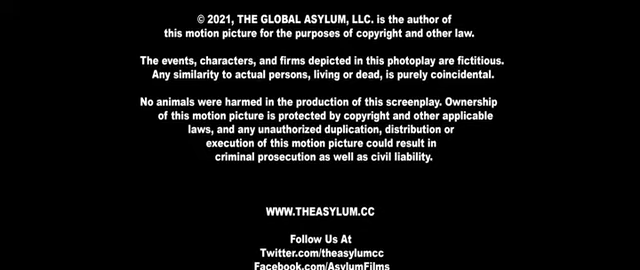 © 2021, THE GLOBAL ASYLUM, LLC. is the author of
this motion picture for the purposes of copyright and other law.
The events, characters, and firms depicted in this photoplay are fictitious.
Any similarity to actual persons, living or dead, is purely coincidental.
No animals were harmed in the production of this screenplay. Ownership
of this motion picture is protected by copyright and other applicable
laws, and any unauthorized duplication, distribution or
execution of this motion picture could result in
criminal prosecution as well as civil liability.
WWW.THEASYLUM.CC
Follow Us At
Twitter.com/theasylumcc
Facebook.com/AsylumFilms